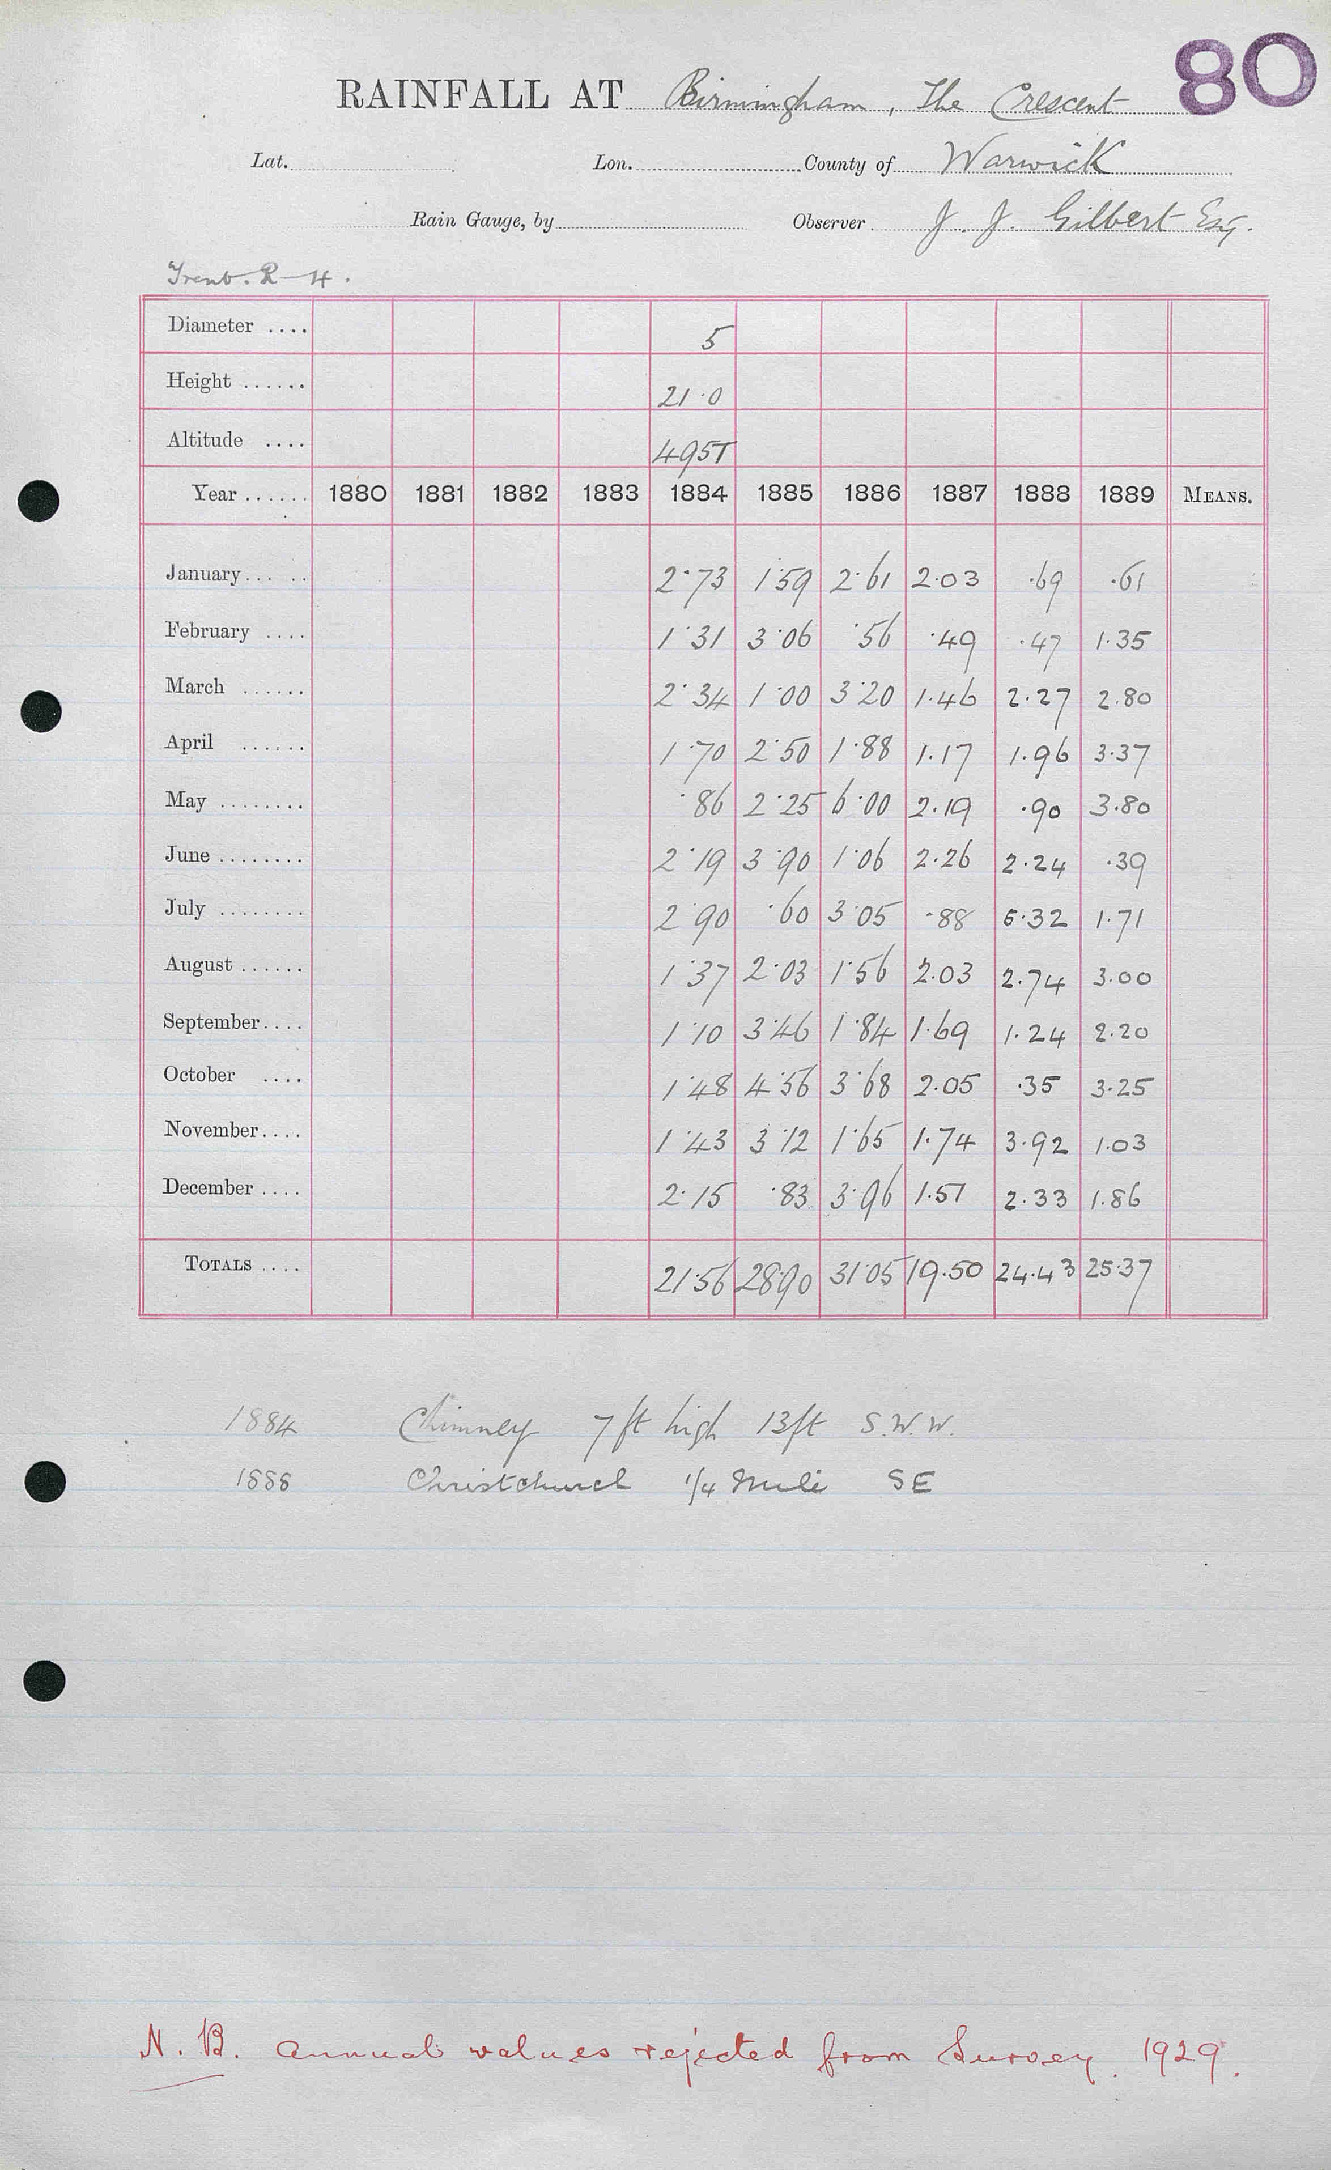 80
RAINFALL AT Birmingham, The Crescent
Lat. Lon. County of Warwick
Rain Gauge, by Observer J. J. Gilbert Esq.
Trent. R-4.
Diameter .... 5
Height ...... 21·0
Altitude .... 495T
Year ...... 1880 1881 1882 1883 1884 1885 1886 1887 1888 1889 MEANS.
January ... .. 2·73 1·59 2·61 2.03 ·69 ·61
February .... 1·31 3·06 ·56 ·49 ·47 1.35
March ...... 2·34 1·00 3·20 1.46 2.27 2.80
April ...... 1·70 2·50 1·88 1.17 1.96 3.37
May ........ ·86 2·25 6·00 2.19 ·90 3.80
June ........ 2·19 3·90 1·06 2.26 2.24 ·39
July ........ 2·90 ·60 3·05 ·88 5.32 1.71
August ...... 1·37 2·03 1·56 2.03 2.74 3.00
September .... 1·10 3·46 1·84 1.69 1.24 2.20
October .... 1·48 4·56 3·68 2.05 ·35 3.25
November .... 1·43 3·12 1·65 1.74 3.92 1.03
December .... 2·15 ·83 3·96 1.51 2.33 1.86
TOTALS .... 21·56 28·90 31·05 19.50 24.43 25.37
1884 Chimney 7 ft high 13ft S.W.W.
1888 Christchurch 1/4 Mile SE
N. B. Annual values rejected from Survey. 1929.